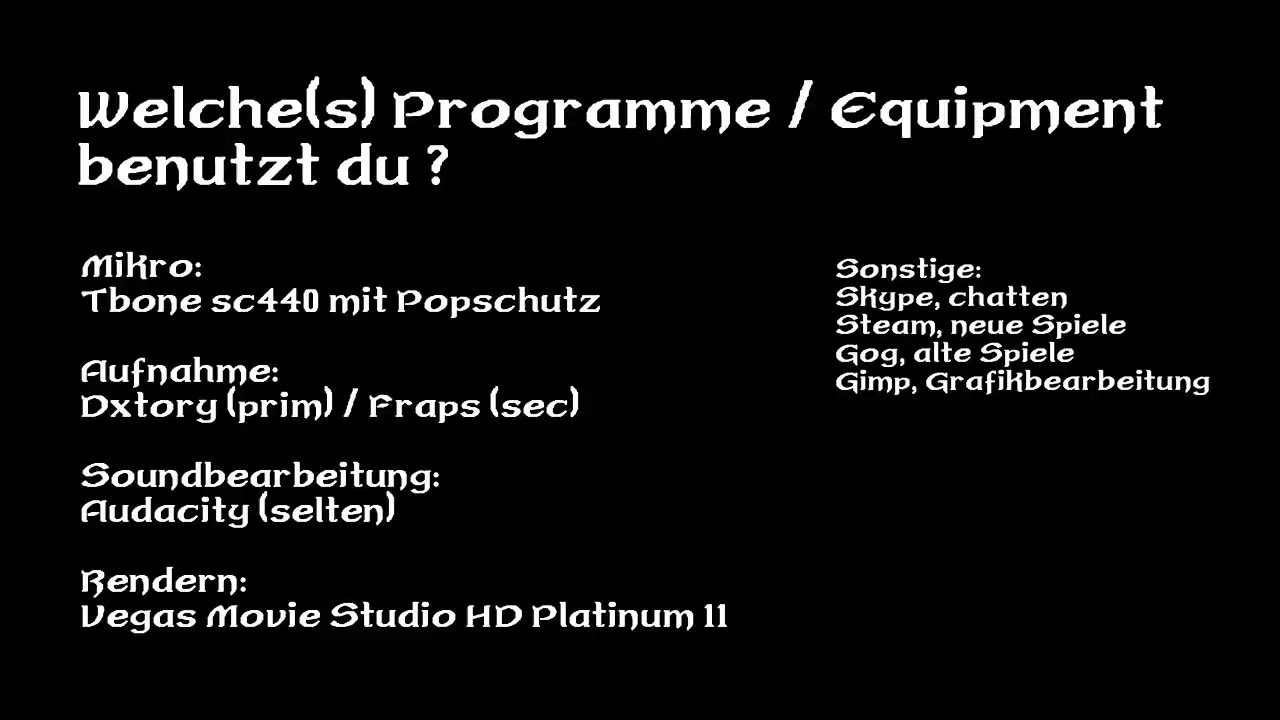 Welche(s) Programme / Equipment
benutzt du ?
Mikro:
Tbone sc440 mit Popschutz
Aufnahme:
Dxtory (prim) / Fraps (sec)
Soundbearbeitung:
Audacity (selten)
Rendern:
Vegas Movie Studio HD Platinum 11
Sonstige:
Skype, chatten
Steam, neue Spiele
Gog, alte Spiele
Gimp, Grafikbearbeitung